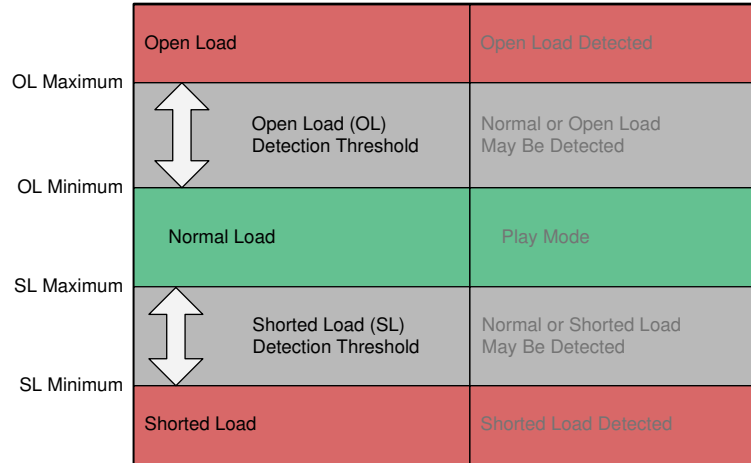 Open Load
Open Load Detected
OL Maximum
Open Load (OL)
Detection Threshold
Normal or Open Load
May Be Detected
OL Minimum
Normal Load
Play Mode
SL Maximum
Shorted Load (SL)
Detection Threshold
Normal or Shorted Load
May Be Detected
SL Minimum
Shorted Load
Shorted Load Detected